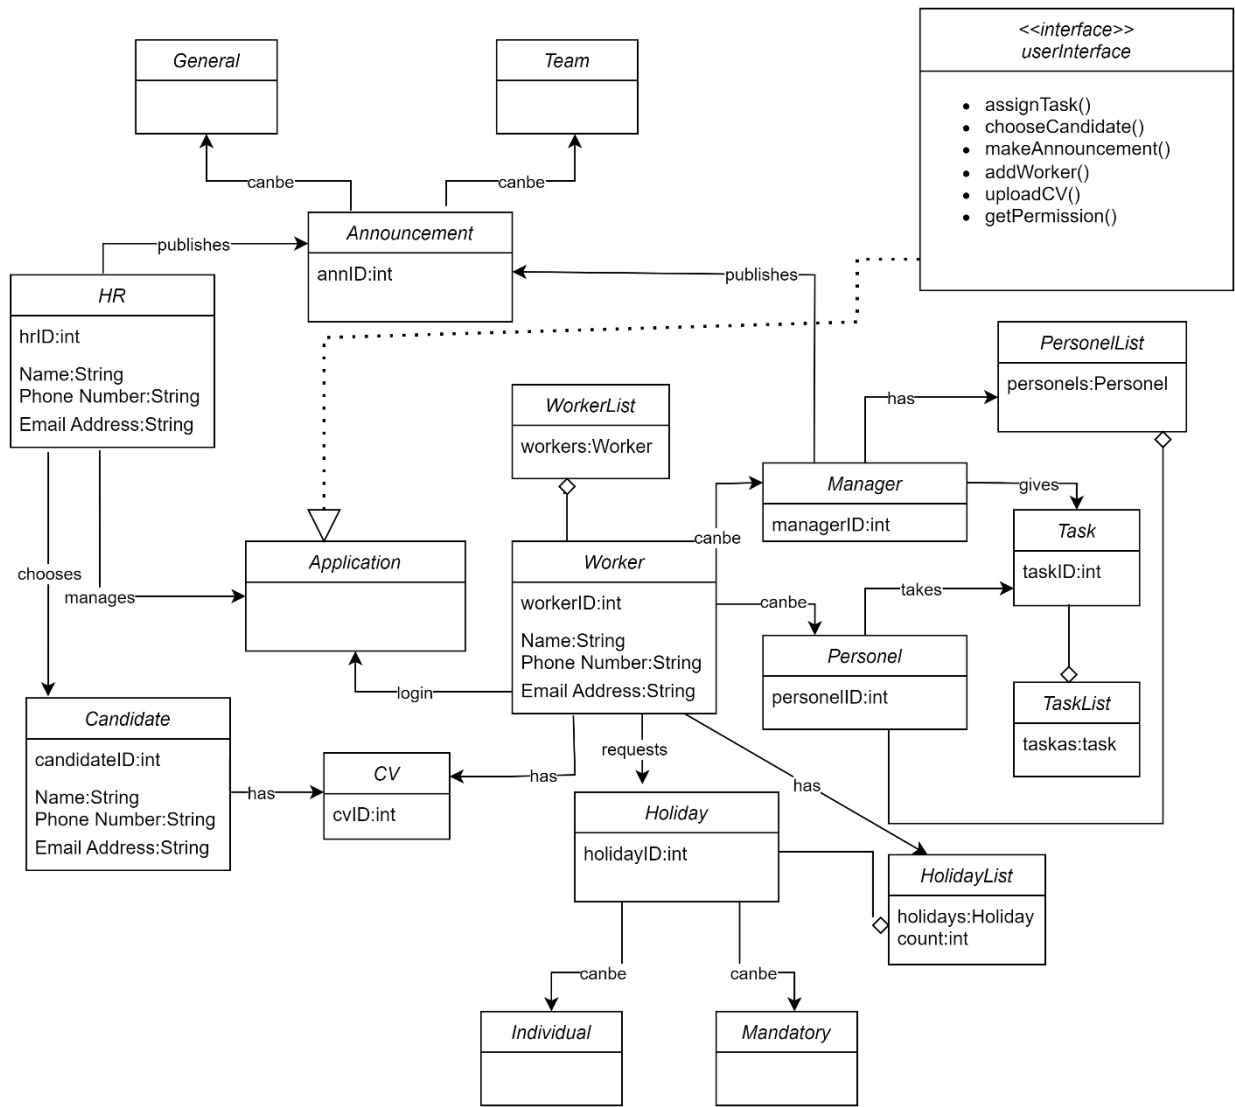 <<interface>>
userInterface
assignTask()
chooseCandidate()
makeAnnouncement()
addWorker()
uploadCV()
getPermission()
General
Team
canbe
canbe
Announcement
annID:int
publishes
publishes
HR
hrID:int
Name:String
Phone Number:String
Email Address:String
PersonelList
personels:Personel
has
WorkerList
workers:Worker
Manager
managerID:int
gives
Task
taskID:int
canbe
chooses
manages
Application
Worker
workerID:int
Name:String
Phone Number:String
Email Address:String
canbe
takes
Personel
personelID:int
login
TaskList
taskas:task
Candidate
candidateID:int
Name:String
Phone Number:String
Email Address:String
has
CV
cvID:int
has
requests
has
Holiday
holidayID:int
HolidayList
holidays:Holiday
count:int
canbe
canbe
Individual
Mandatory